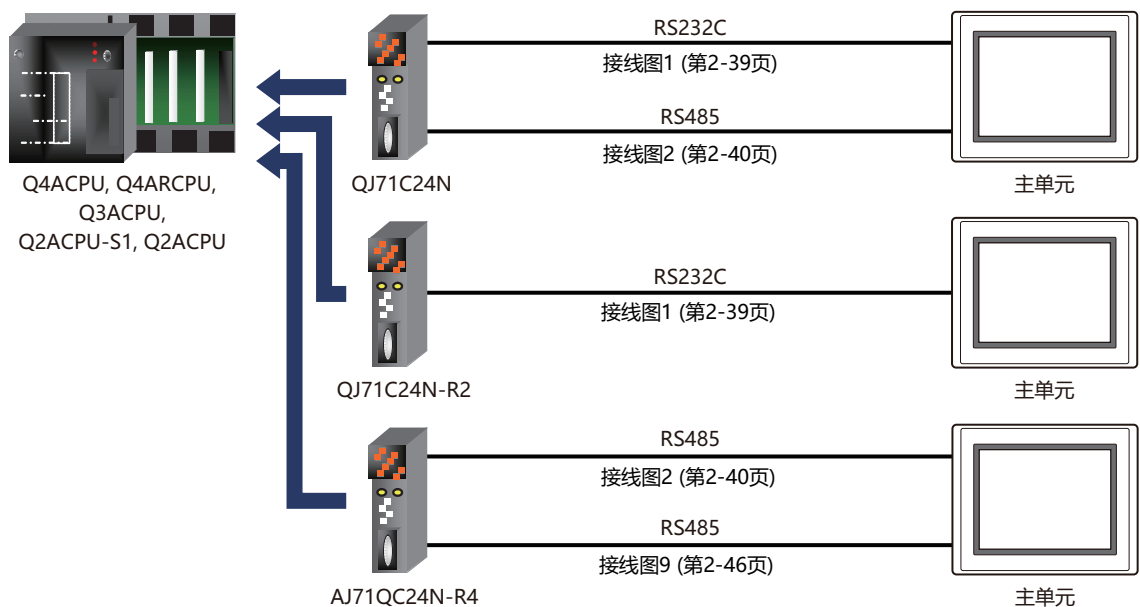 RS232C
接线图1 (第2-39页)
RS485
接线图2 (第2-40页)
Q4ACPU, Q4ARCPU,
Q3ACPU,
Q2ACPU-S1, Q2ACPU
QJ71C24N
主单元
RS232C
接线图1 (第2-39页)
QJ71C24N-R2
主单元
RS485
接线图2 (第2-40页)
RS485
接线图9 (第2-46页)
AJ71QC24N-R4
主单元